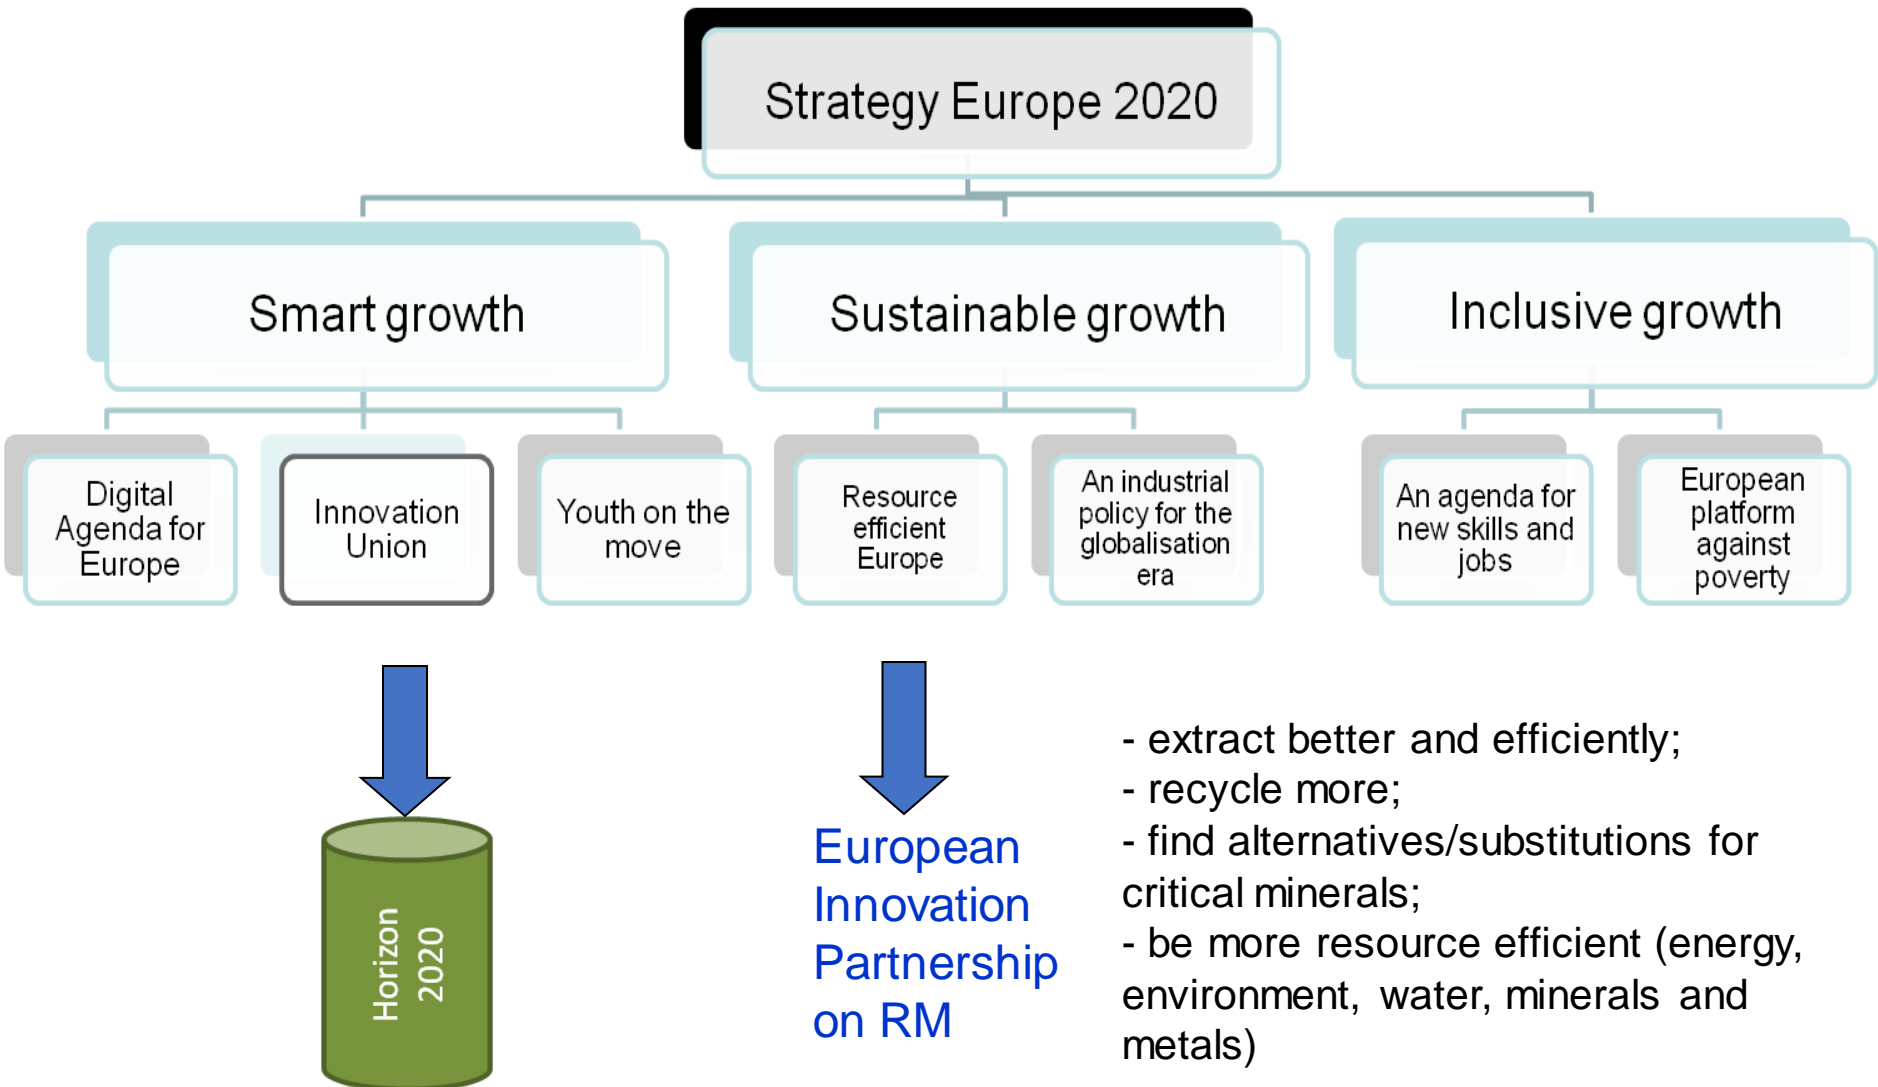 Strategy Europe 2020
Smart growth
Sustainable growth
Inclusive growth
Digital
Agenda for
Europe
Innovation
Union
Youth on the
move
Resource
efficient
Europe
An industrial
policy for the
globalisation
era
An agenda for
new skills and
jobs
European
platform
against
poverty
Horizon
2020
European
Innovation
Partnership
on RM
- extract better and efficiently;
- recycle more;
- find alternatives/substitutions for
critical minerals;
- be more resource efficient (energy,
environment, water, minerals and
metals)